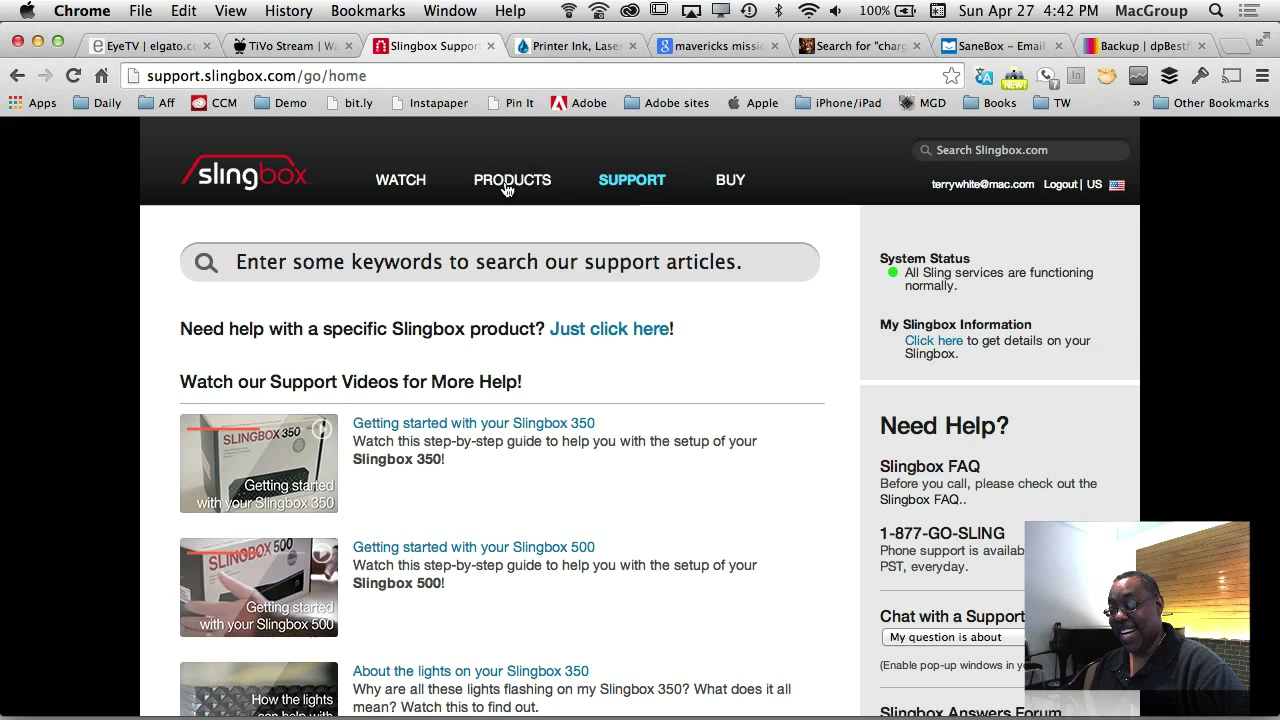 Chrome File Edit View History Bookmarks Window Help 100% Sun Apr 27 4:42 PM MacGroup
EyeTV | elgato.c TiVo Stream | Wa Slingbox Suppor Printer Ink, Lase mavericks missi Search for "charg SaneBox – Email Backup | dpBestf
support.slingbox.com/go/home
NEW!
Apps Daily Aff CCM Demo bit.ly Instapaper Pin It Adobe Adobe sites Apple iPhone/iPad MGD Books TW » Other Bookmarks
slingbox
WATCH PRODUCTS SUPPORT BUY
Search Slingbox.com
terrywhite@mac.com Logout | US
Enter some keywords to search our support articles.
Need help with a specific Slingbox product? Just click here!
Watch our Support Videos for More Help!
SLINGBOX 350
Getting started
with your Slingbox 350
Getting started with your Slingbox 350
Watch this step-by-step guide to help you with the setup of your
Slingbox 350!
SLINGBOX 500
Getting started
with your Slingbox 500
Getting started with your Slingbox 500
Watch this step-by-step guide to help you with the setup of your
Slingbox 500!
How the lights
can help with
About the lights on your Slingbox 350
Why are all these lights flashing on my Slingbox 350? What does it all
mean? Watch this to find out.
System Status
All Sling services are functioning
normally.
My Slingbox Information
Click here to get details on your
Slingbox.
Need Help?
Slingbox FAQ
Before you call, please check out the
Slingbox FAQ..
1-877-GO-SLING
Phone support is availab
PST, everyday.
Chat with a Support
My question is about
(Enable pop-up windows in yo
Slingbox Answers Forum